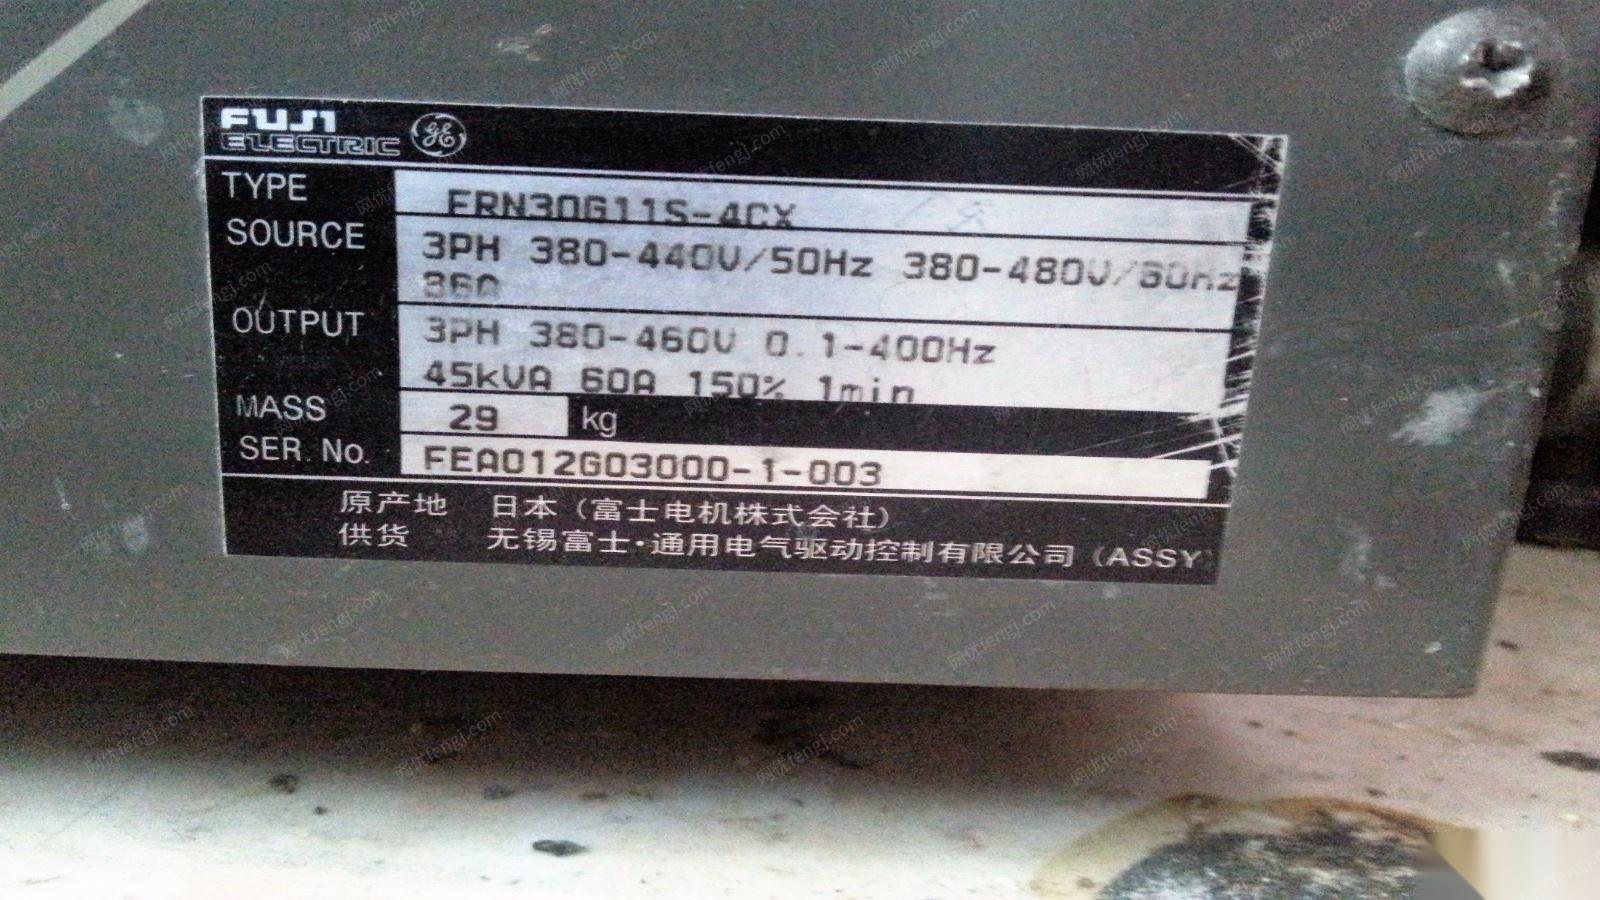 FUJI
ELECTRIC GE
TYPE FRN30G11S-4CX
SOURCE 3PH 380-440V/50Hz 380-480V/60Hz
36A
OUTPUT 3PH 380-460V 0.1-400Hz
45kVA 60A 150% 1min
MASS 29 kg
SER. No. FEA012G03000-1-003
原产地 日本（富士电机株式会社）
供货 无锡富士·通用电气驱动控制有限公司（ASSY）